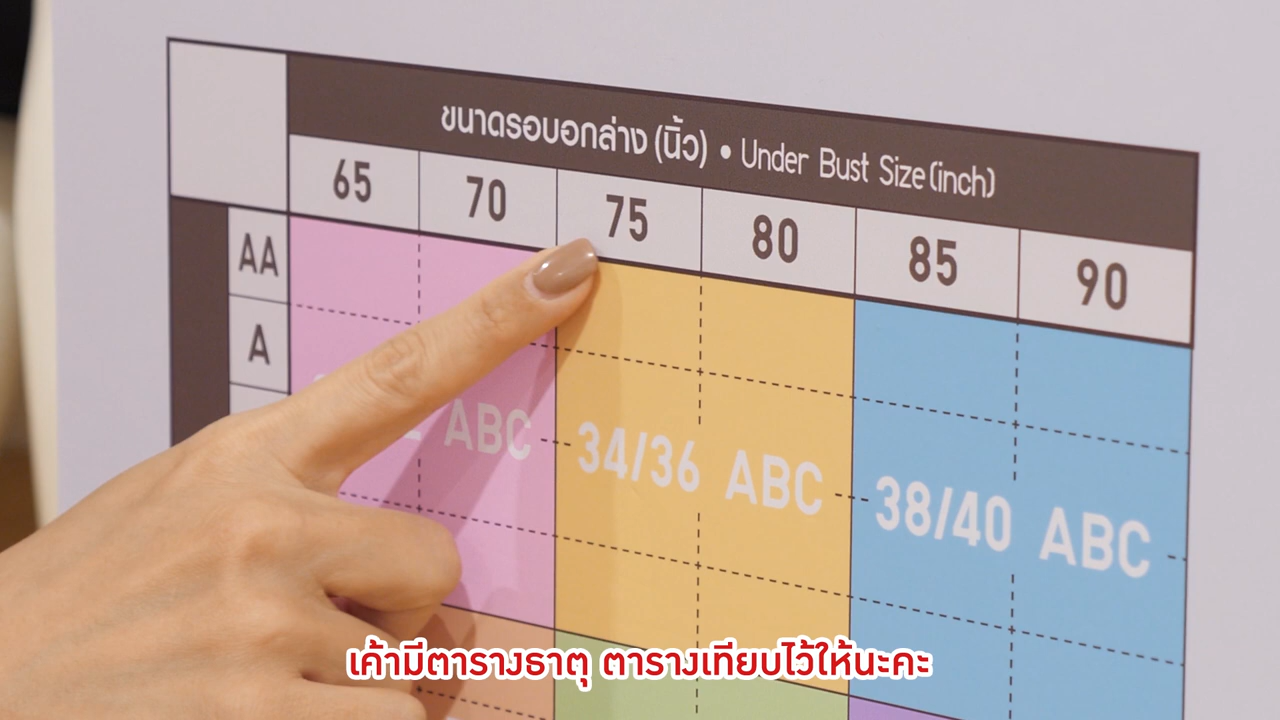 ขนาดรอบอกล่าง (นิ้ว) • Under Bust Size (inch)
65 70 75 80 85 90
AA
A
ABC 34/36 ABC 38/40 ABC
เค้ามีตารางธาตุ ตารางเทียบไว้ให้นะคะ